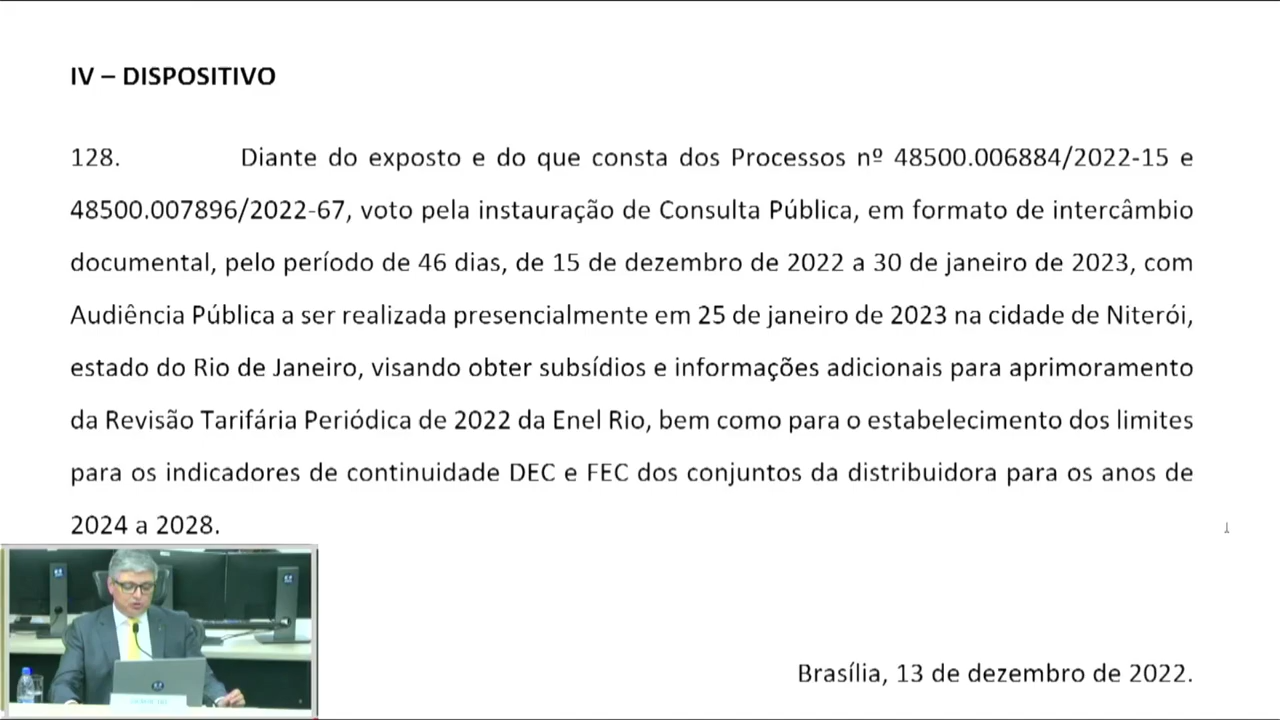 IV – DISPOSITIVO
128. Diante do exposto e do que consta dos Processos nº 48500.006884/2022-15 e
48500.007896/2022-67, voto pela instauração de Consulta Pública, em formato de intercâmbio
documental, pelo período de 46 dias, de 15 de dezembro de 2022 a 30 de janeiro de 2023, com
Audiência Pública a ser realizada presencialmente em 25 de janeiro de 2023 na cidade de Niterói,
estado do Rio de Janeiro, visando obter subsídios e informações adicionais para aprimoramento
da Revisão Tarifária Periódica de 2022 da Enel Rio, bem como para o estabelecimento dos limites
para os indicadores de continuidade DEC e FEC dos conjuntos da distribuidora para os anos de
2024 a 2028.
Brasília, 13 de dezembro de 2022.